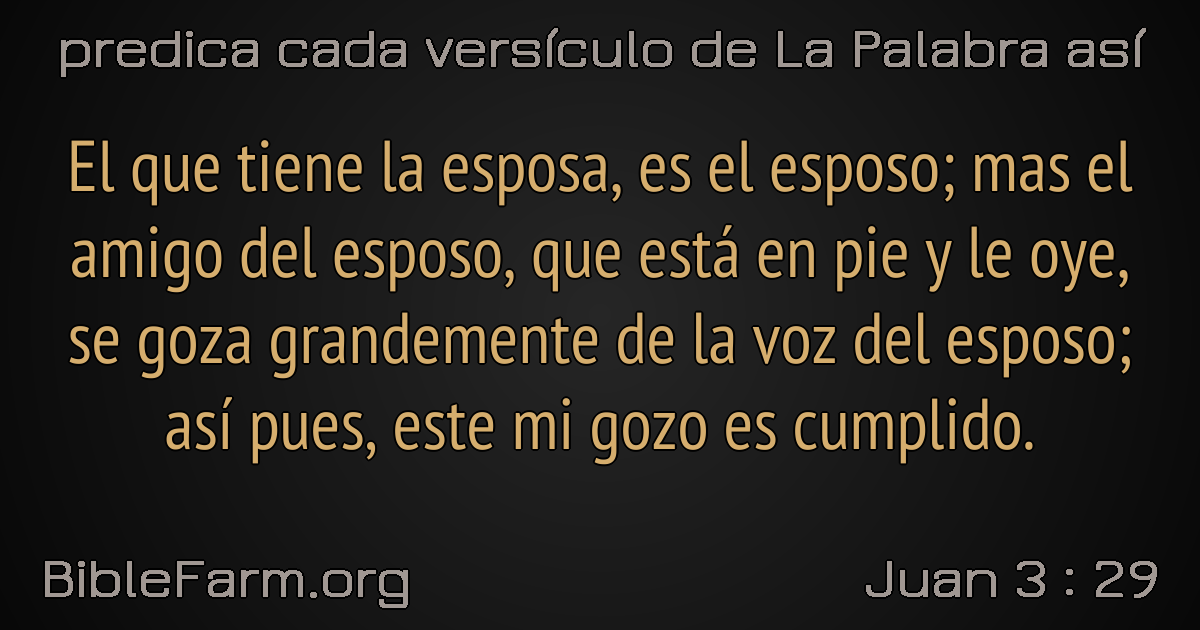 predica cada versículo de La Palabra así
El que tiene la esposa, es el esposo; mas el
amigo del esposo, que está en pie y le oye,
se goza grandemente de la voz del esposo;
así pues, este mi gozo es cumplido.
BibleFarm.org
Juan 3 : 29